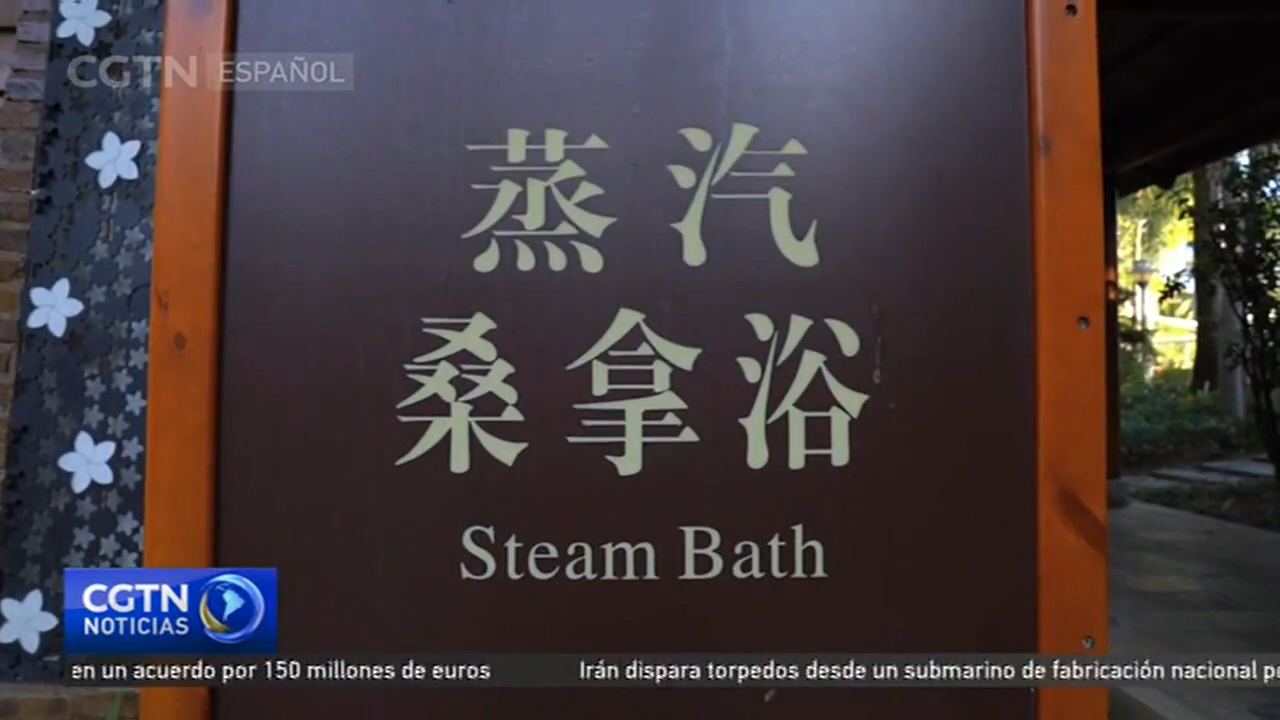 CGTN ESPAÑOL
蒸汽
桑拿浴
Steam Bath
CGTN
NOTICIAS
en un acuerdo por 150 millones de euros Irán dispara torpedos desde un submarino de fabricación nacional